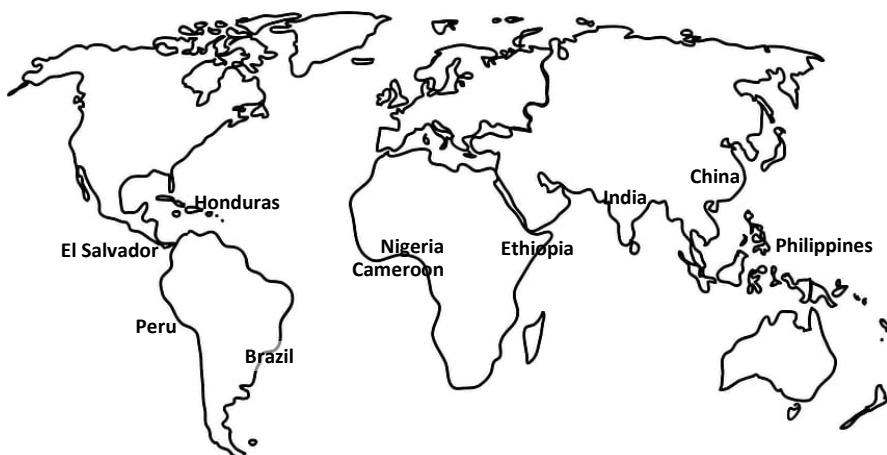 China
India
Honduras
El Salvador
Nigeria
Ethiopia
Philippines
Cameroon
Peru
Brazil